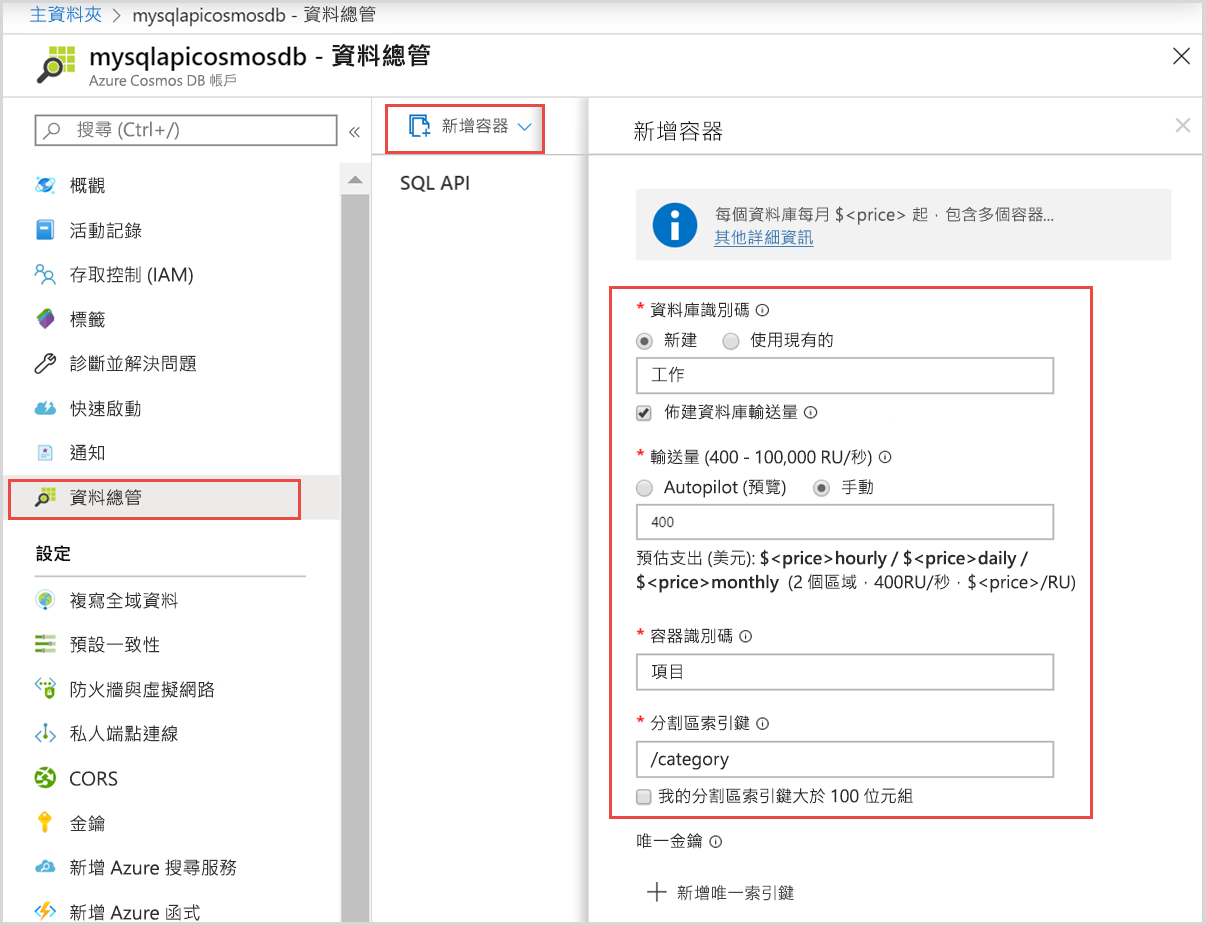 主資料夾 > mysqlapicosmosdb - 資料總管
mysqlapicosmosdb - 資料總管
Azure Cosmos DB 帳戶
搜尋 (Ctrl+/)
«
概觀
活動記錄
存取控制 (IAM)
標籤
診斷並解決問題
快速啟動
通知
資料總管
設定
複寫全域資料
預設一致性
防火牆與虛擬網路
私人端點連線
CORS
金鑰
新增 Azure 搜尋服務
新增 Azure 函式
新增容器
SQL API
新增容器
每個資料庫每月 $<price> 起，包含多個容器...
其他詳細資訊
* 資料庫識別碼
新建 使用現有的
工作
佈建資料庫輸送量
* 輸送量 (400 - 100,000 RU/秒)
Autopilot (預覽) 手動
400
預估支出 (美元): $<price>hourly / $<price>daily /
$<price>monthly (2 個區域，400RU/秒，$<price>/RU)
* 容器識別碼
項目
* 分割區索引鍵
/category
我的分割區索引鍵大於 100 位元組
唯一金鑰
新增唯一索引鍵